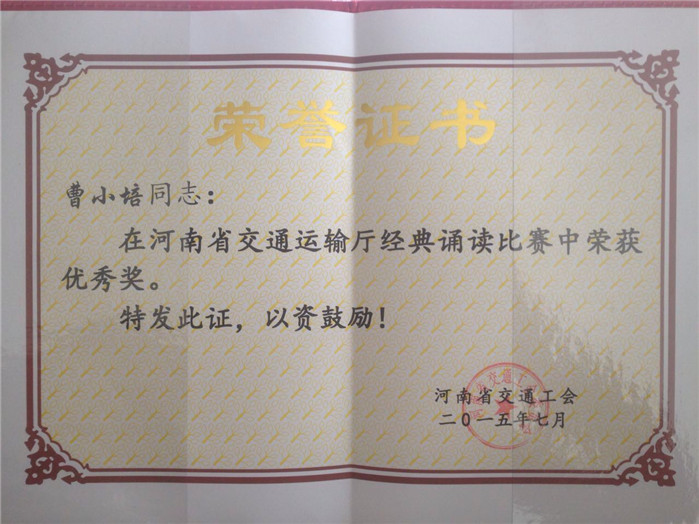 荣誉证书
曹小培同志：
在河南省交通运输厅经典诵读比赛中荣获
优秀奖。
特发此证，以资鼓励！
河南省交通工会
二〇一五年七月